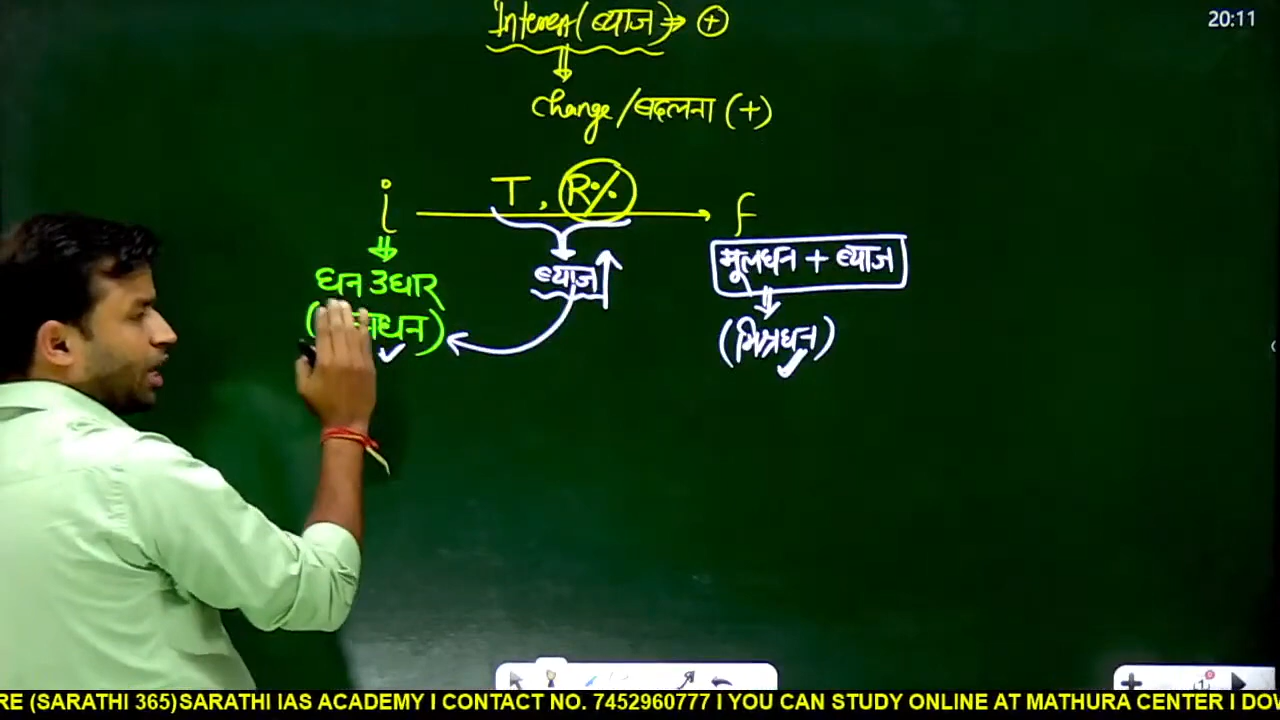 20:11
Interest (ब्याज) ⇒ +
Change / बदलना (+)
i T, R% f
धन उधार
ब्याज
मूलधन + ब्याज
(मिश्रधन)
RE (SARATHI 365) SARATHI IAS ACADEMY I CONTACT NO. 7452960777 I YOU CAN STUDY ONLINE AT MATHURA CENTER I DOW